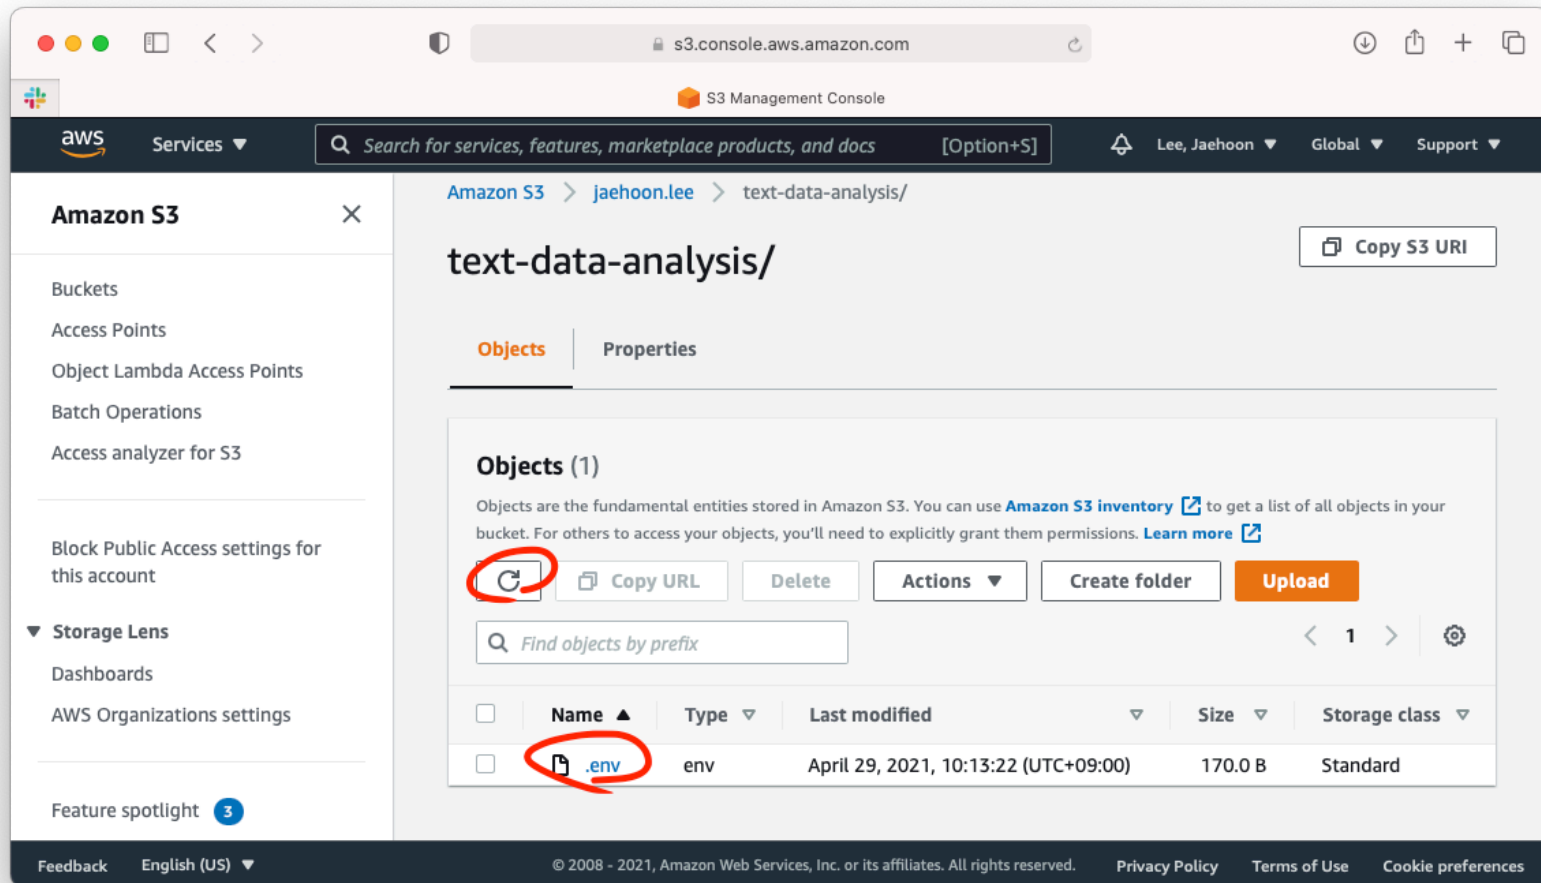 s3.console.aws.amazon.com
S3 Management Console
aws
Services
Search for services, features, marketplace products, and docs [Option+S]
Lee, Jaehoon
Global
Support
Amazon S3
Buckets
Access Points
Object Lambda Access Points
Batch Operations
Access analyzer for S3
Block Public Access settings for
this account
Storage Lens
Dashboards
AWS Organizations settings
Feature spotlight 3
Amazon S3 jaehoon.lee text-data-analysis/
text-data-analysis/
Copy S3 URI
Objects Properties
Objects (1)
Objects are the fundamental entities stored in Amazon S3. You can use Amazon S3 inventory to get a list of all objects in your
bucket. For others to access your objects, you'll need to explicitly grant them permissions. Learn more
Copy URL Delete Actions Create folder Upload
Find objects by prefix
1
Name Type Last modified Size Storage class
.env env April 29, 2021, 10:13:22 (UTC+09:00) 170.0 B Standard
Feedback English (US) © 2008 - 2021, Amazon Web Services, Inc. or its affiliates. All rights reserved. Privacy Policy Terms of Use Cookie preferences